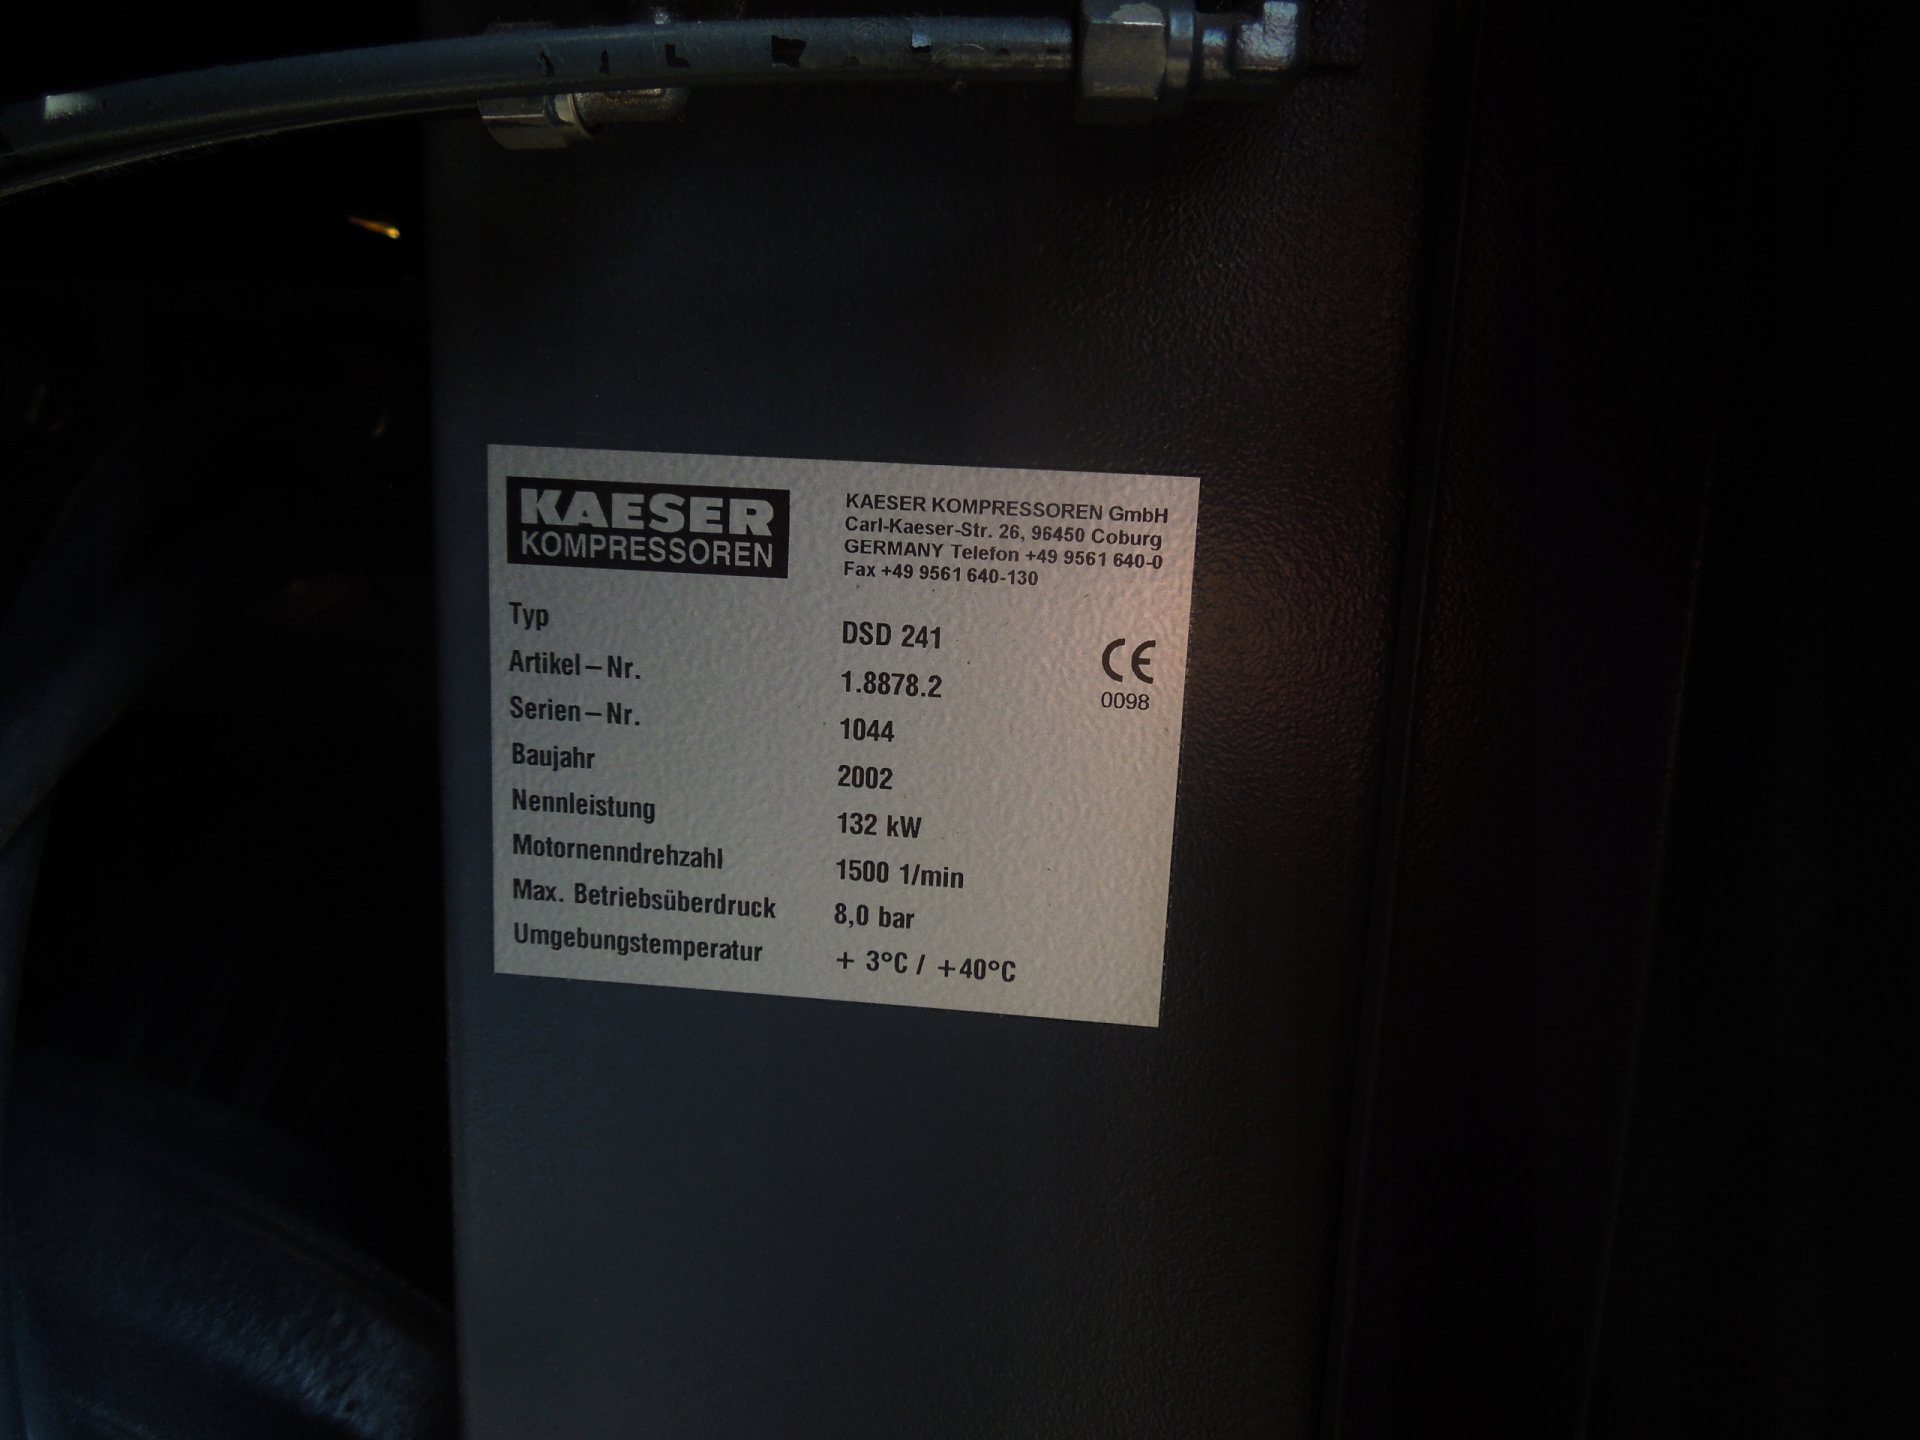 KAESER
KOMPRESSOREN
KAESER KOMPRESSOREN GmbH
Carl-Kaeser-Str. 26, 96450 Coburg
GERMANY Telefon +49 9561 640-0
Fax +49 9561 640-130
Typ DSD 241
Artikel–Nr. 1.8878.2
Serien–Nr. 1044
Baujahr 2002
Nennleistung 132 kW
Motornenndrehzahl 1500 1/min
Max. Betriebsüberdruck 8,0 bar
Umgebungstemperatur + 3°C / +40°C
CE
0098